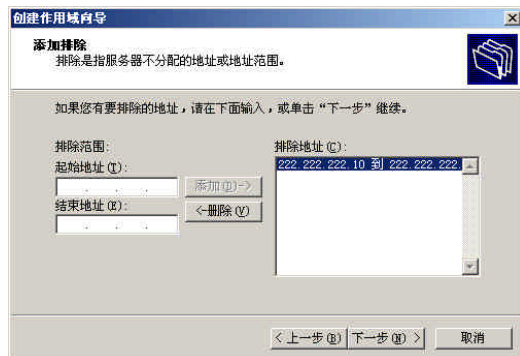 创建作用域向导
添加排除
排除是指服务器不分配的地址或地址范围。
如果您有要排除的地址，请在下面输入，或单击“下一步”继续。
排除范围:
起始地址(T):
添加(D)->
结束地址(E):
<-删除(V)
排除地址(C):
222.222.222.10 到 222.222.222.
< 上一步(B)
下一步(N) >
取消